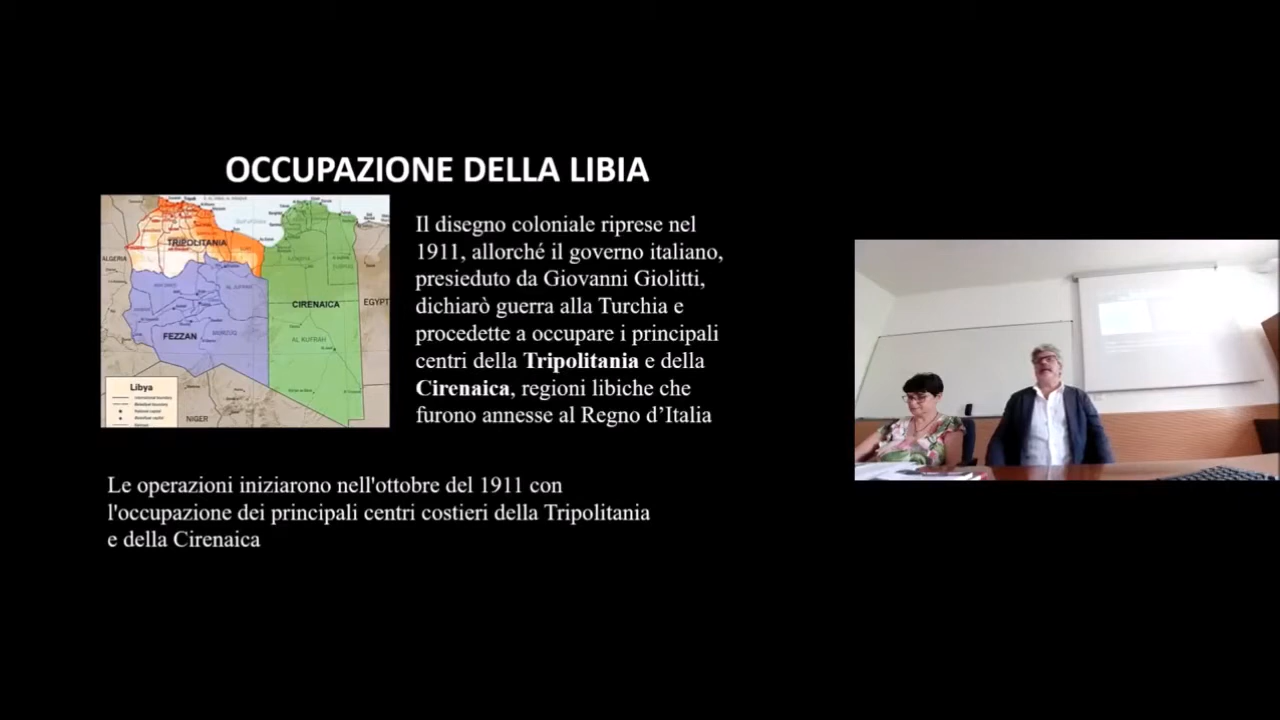 OCCUPAZIONE DELLA LIBIA
TRIPOLITANIA
ALGERIA
CIRENAICA
EGYPT
FEZZAN
AL KUFRAH
Libya
NIGER
Il disegno coloniale riprese nel
1911, allorché il governo italiano,
presieduto da Giovanni Giolitti,
dichiarò guerra alla Turchia e
procedette a occupare i principali
centri della Tripolitania e della
Cirenaica, regioni libiche che
furono annesse al Regno d’Italia
Le operazioni iniziarono nell'ottobre del 1911 con
l'occupazione dei principali centri costieri della Tripolitania
e della Cirenaica